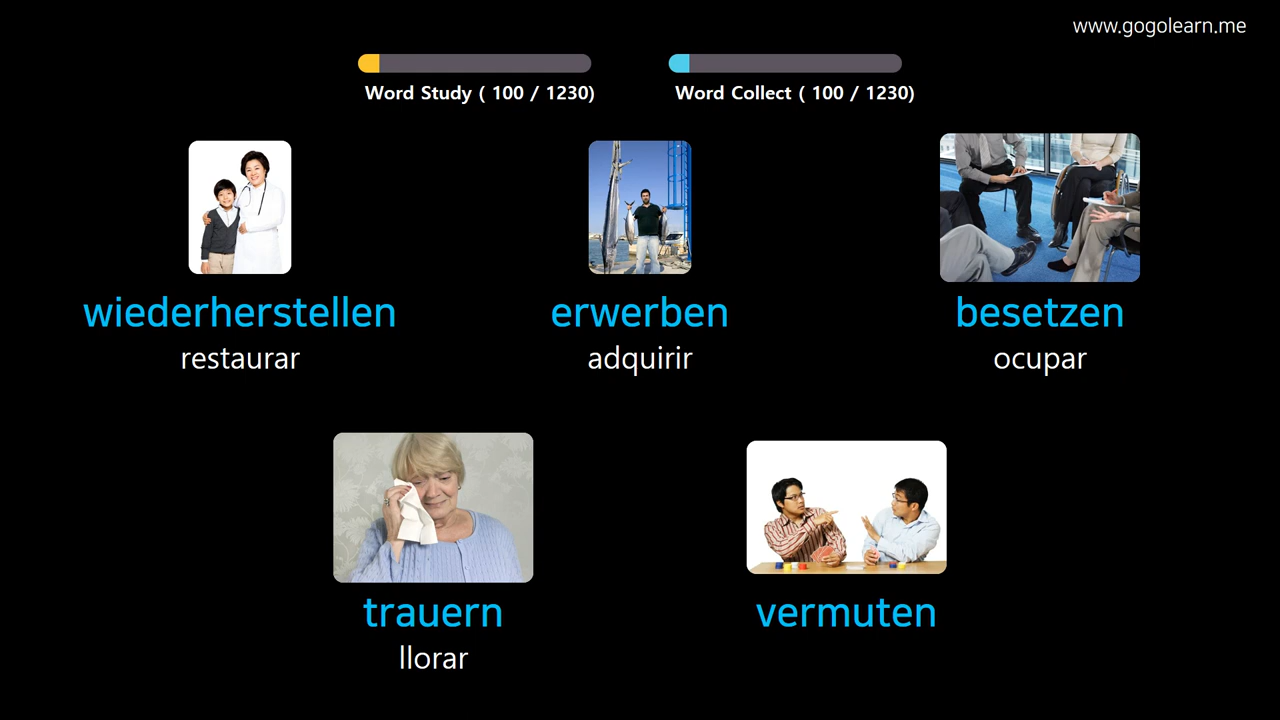 www.gogolearn.me
Word Study ( 100 / 1230)
Word Collect ( 100 / 1230)
wiederherstellen
restaurar
erwerben
adquirir
besetzen
ocupar
trauern
llorar
vermuten